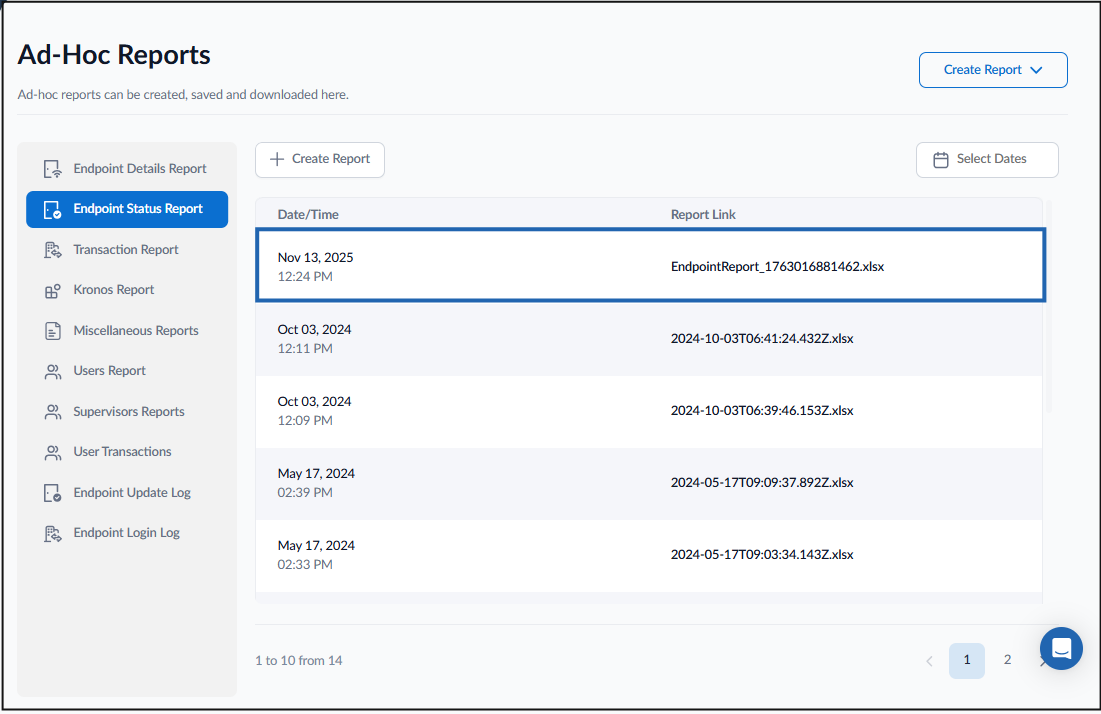 Ad-Hoc Reports
Create Report
Ad-hoc reports can be created, saved and downloaded here.
Endpoint Details Report
Endpoint Status Report
Transaction Report
Kronos Report
Miscellaneous Reports
Users Report
Supervisors Reports
User Transactions
Endpoint Update Log
Endpoint Login Log
Create Report
Select Dates
Date/Time Report Link
Nov 13, 2025
12:24 PM
EndpointReport_1763016881462.xlsx
Oct 03, 2024
12:11 PM
2024-10-03T06:41:24.432Z.xlsx
Oct 03, 2024
12:09 PM
2024-10-03T06:39:46.153Z.xlsx
May 17, 2024
02:39 PM
2024-05-17T09:09:37.892Z.xlsx
May 17, 2024
02:33 PM
2024-05-17T09:03:34.143Z.xlsx
1 to 10 from 14
1 2